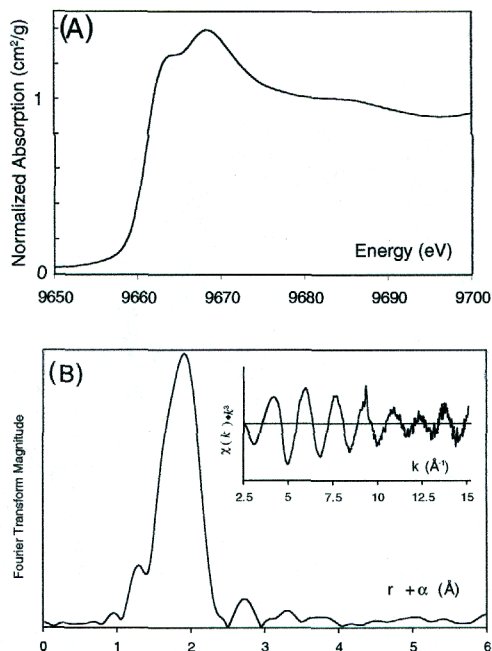 (A)
Normalized Absorption (cm²/g)
1
0
Energy (eV)
9650 9660 9670 9680 9690 9700
(B)
Fourier Transform Magnitude
χ(k)•k³
k (Å⁻¹)
2.5 5 7.5 10 12.5 15
r + α (Å)
0 1 2 3 4 5 6